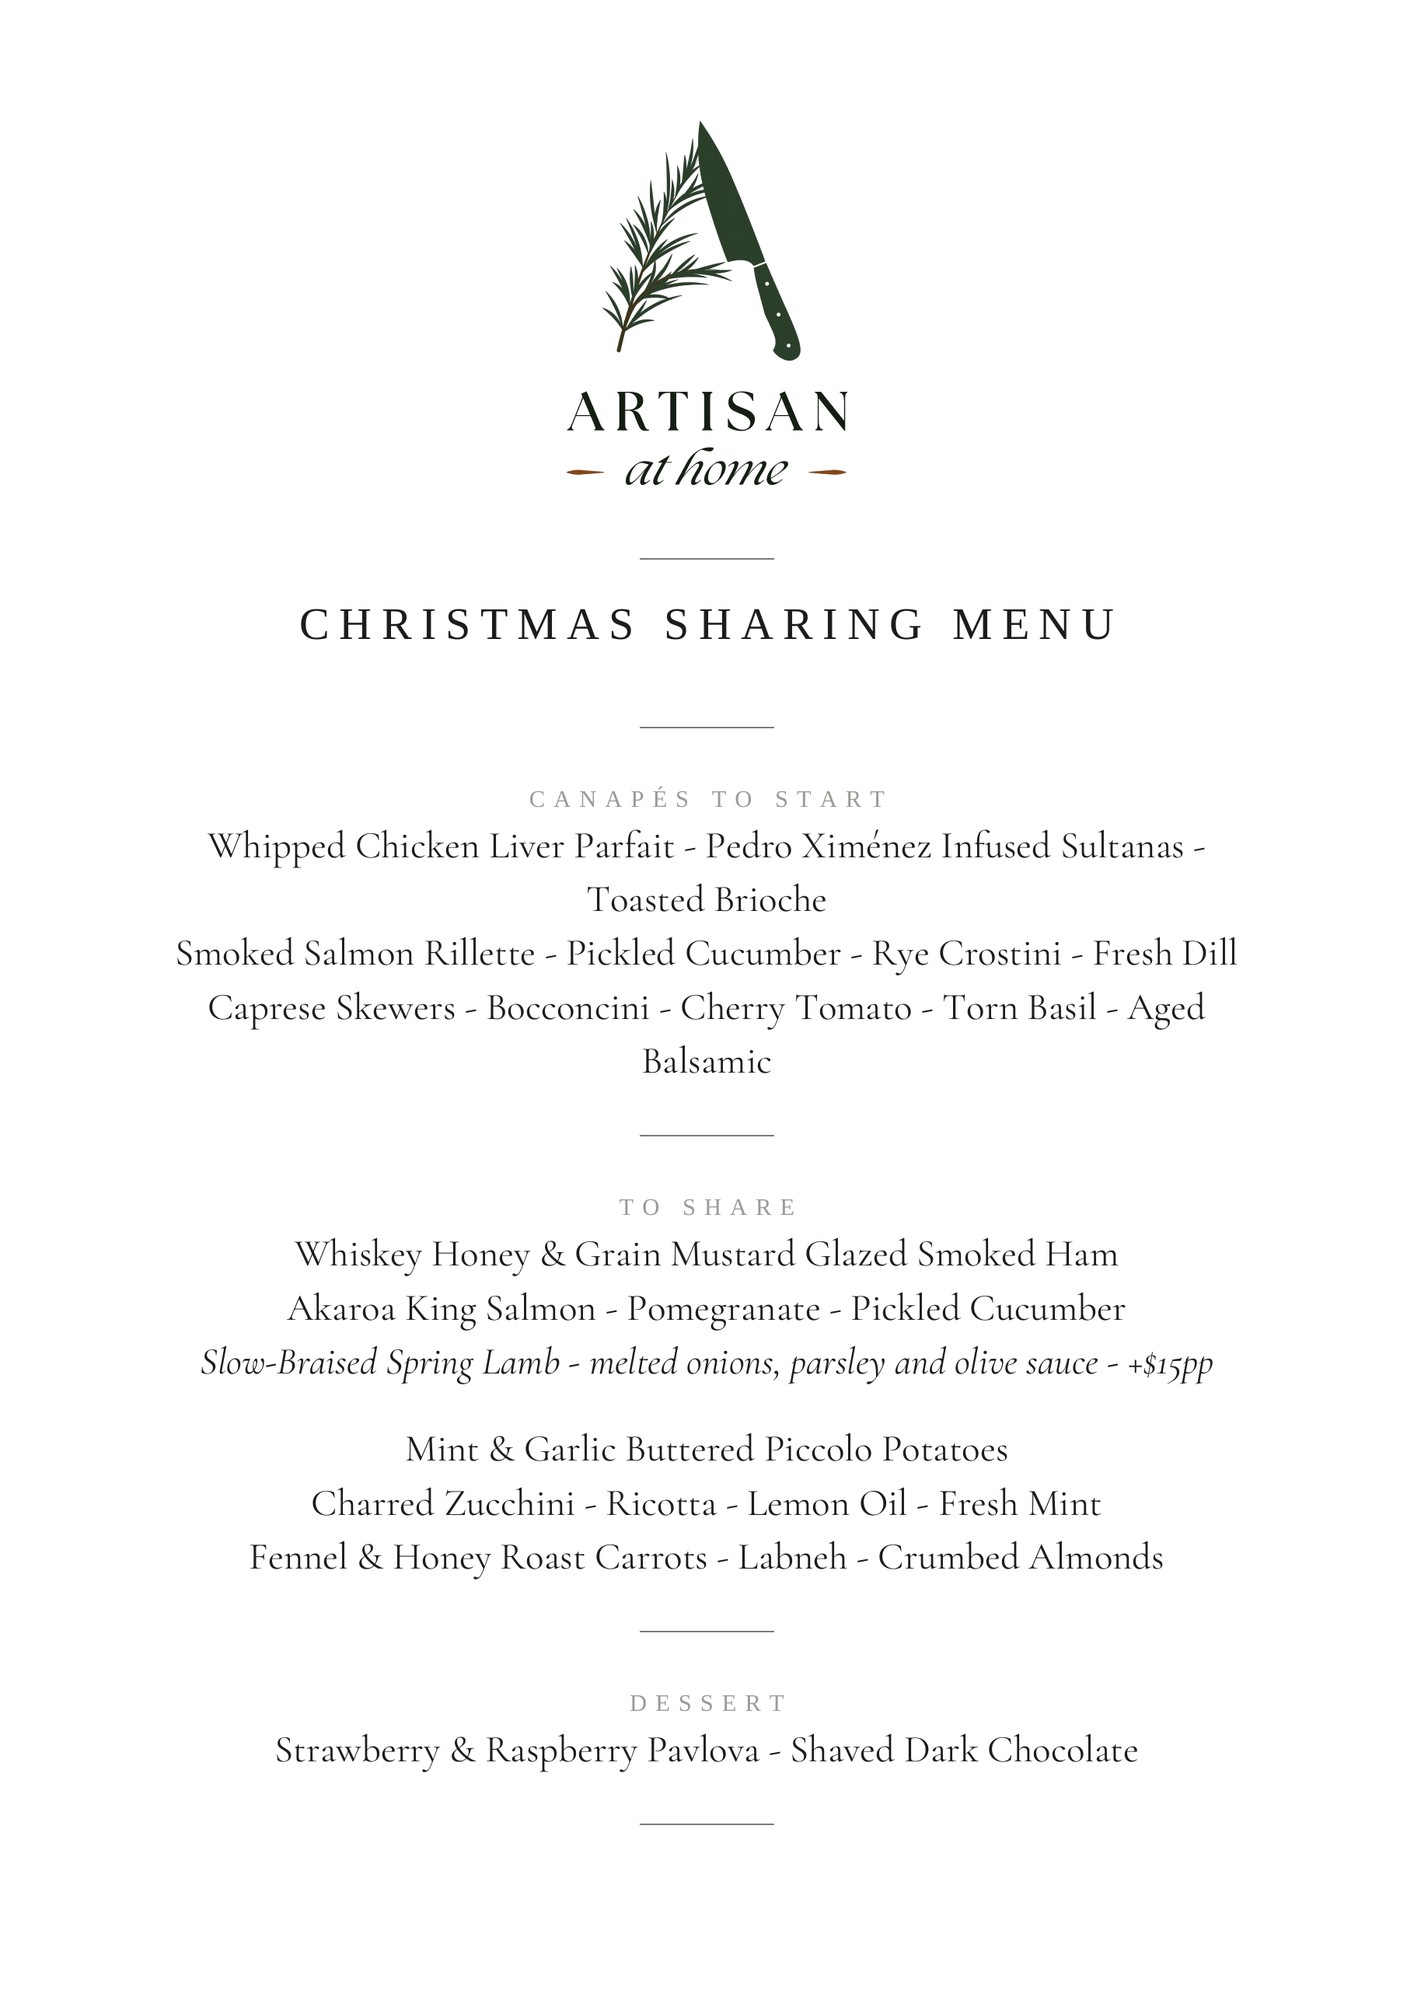 ARTISAN
at home
CHRISTMAS SHARING MENU
CANAPÉS TO START
Whipped Chicken Liver Parfait - Pedro Ximénez Infused Sultanas -
Toasted Brioche
Smoked Salmon Rillette - Pickled Cucumber - Rye Crostini - Fresh Dill
Caprese Skewers - Bocconcini - Cherry Tomato - Torn Basil - Aged
Balsamic
TO SHARE
Whiskey Honey & Grain Mustard Glazed Smoked Ham
Akaroa King Salmon - Pomegranate - Pickled Cucumber
Slow-Braised Spring Lamb - melted onions, parsley and olive sauce - +$15pp
Mint & Garlic Buttered Piccolo Potatoes
Charred Zucchini - Ricotta - Lemon Oil - Fresh Mint
Fennel & Honey Roast Carrots - Labneh - Crumbed Almonds
DESSERT
Strawberry & Raspberry Pavlova - Shaved Dark Chocolate